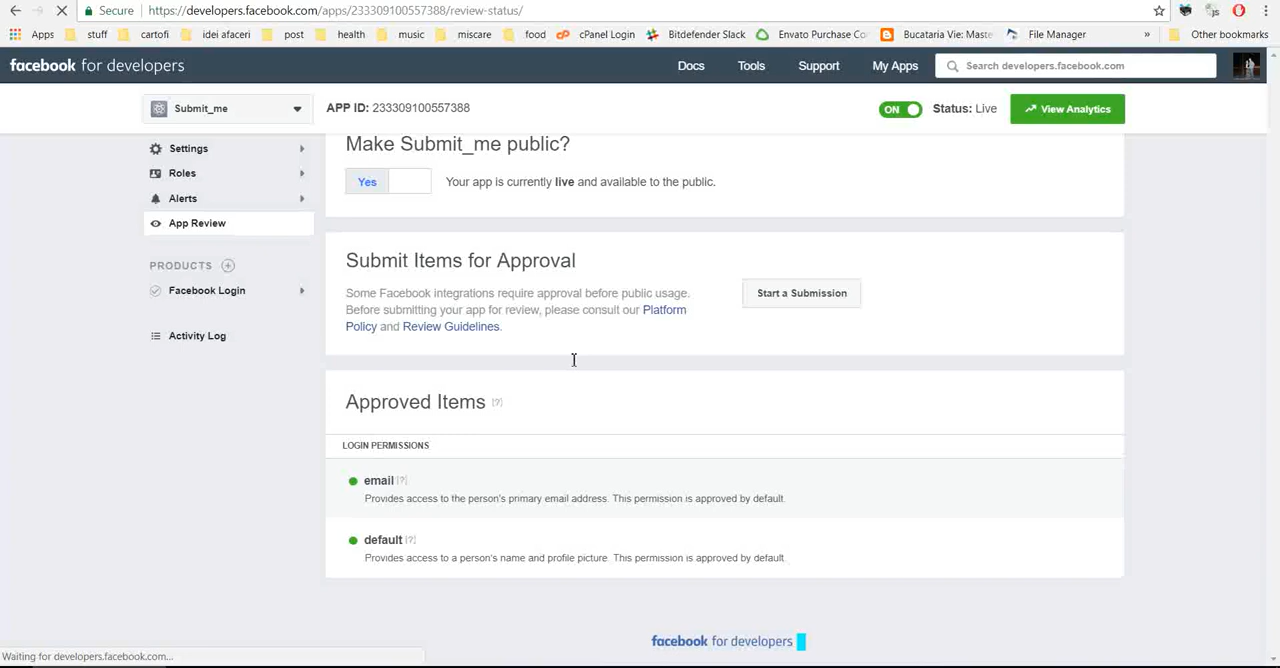 Secure https://developers.facebook.com/apps/233309100557388/review-status/
Apps stuff cartofi idei afaceri post health music mrcare food cPanel Login Bitdefender Slack Envato Purchase Co Bucataria Vie: Maste File Manager » Other bookmarks
facebook for developers Docs Tools Support My Apps Search developers.facebook.com
Submit_me APP ID: 233309100557388 ON Status: Live View Analytics
Settings
Roles
Alerts
App Review
PRODUCTS
Facebook Login
Activity Log
Make Submit_me public?
Yes Your app is currently live and available to the public.
Submit Items for Approval
Some Facebook integrations require approval before public usage.
Before submitting your app for review, please consult our Platform
Policy and Review Guidelines.
Start a Submission
Approved Items [?]
LOGIN PERMISSIONS
email [?]
Provides access to the person's primary email address. This permission is approved by default.
default [?]
Provides access to a person's name and profile picture. This permission is approved by default.
facebook for developers
Waiting for developers.facebook.com...